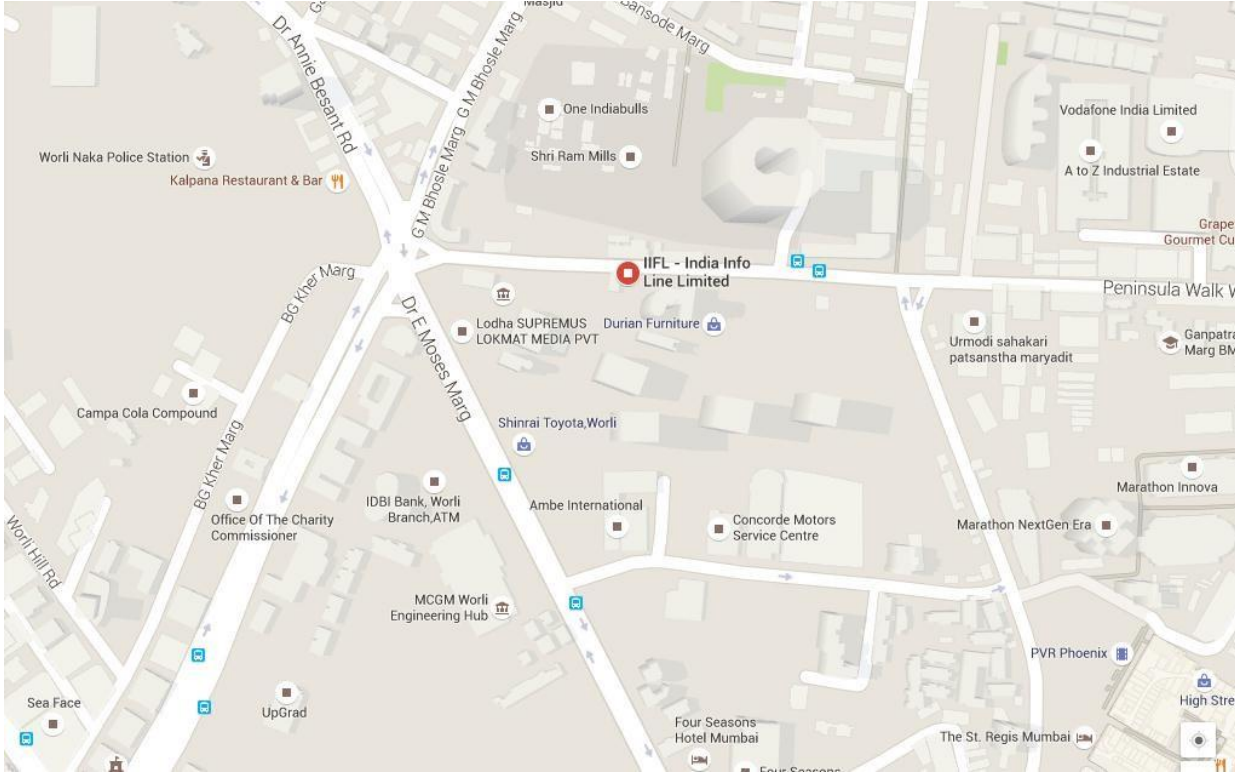 Masjid
Bansode Marg
Dr Annie Besant Rd
G M Bhosle Marg
G M Bhosle Marg
One Indiabulls
Vodafone India Limited
Worli Naka Police Station
Shri Ram Mills
A to Z Industrial Estate
Kalpana Restaurant & Bar
Grape
Gourmet Cu
IIFL - India Info
Line Limited
BG Kher Marg
Peninsula Walk W
Dr E Moses Marg
Lodha SUPREMUS
LOKMAT MEDIA PVT
Durian Furniture
Urmodi sahakari
patsanstha maryadit
Ganpatra
Marg BM
Campa Cola Compound
Shinrai Toyota,Worli
BG Kher Marg
IDBI Bank, Worli
Branch,ATM
Marathon Innova
Office Of The Charity
Commissioner
Ambe International
Concorde Motors
Service Centre
Marathon NextGen Era
Worli Hill Rd
MCGM Worli
Engineering Hub
PVR Phoenix
Sea Face
UpGrad
High Stre
Four Seasons
Hotel Mumbai
The St. Regis Mumbai
Four Seasons